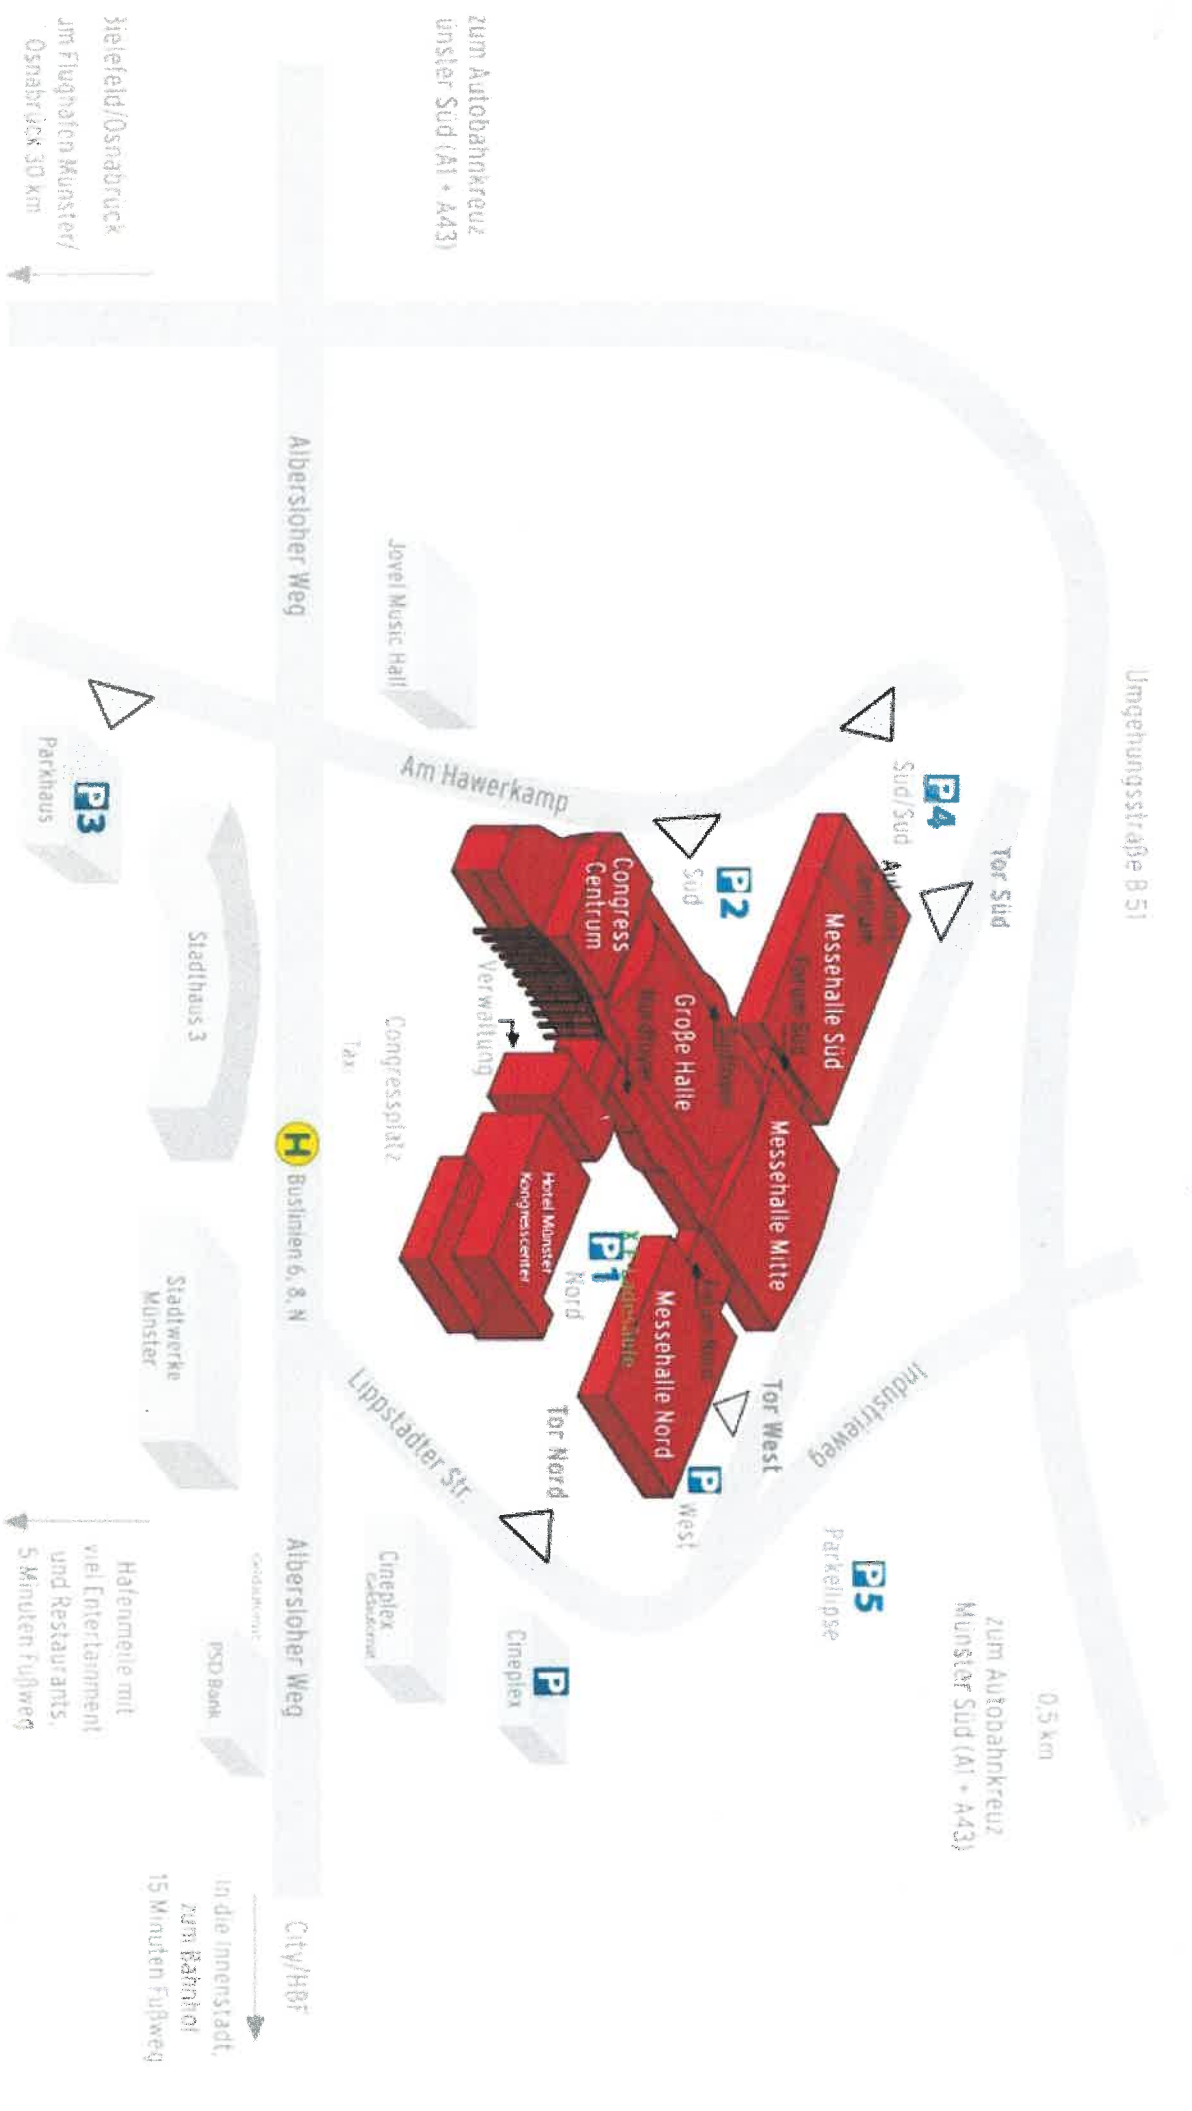 Umgehungsstraße B 51
0,5 km
zum Autobahnkreuz
Münster Süd (A1 + A43)
zum Autobahnkreuz
ünster Süd (A1 + A43)
P4
Süd/Süd
Tor Süd
P2
Süd
Messehalle Süd
Messehalle Mitte
Große Halle
Congress
Centrum
Messehalle Nord
Tor West
P
West
P5
Parkellipse
Industrieweg
P1
Nord
Tor Nord
Hotel Münster
Kongresscenter
Verwaltung
Congressplatz
Tax
Am Hawerkamp
Jovel Music Hall
Lippstädter Str.
P
Cineplex
Cineplex
Geldautomat
Albersloher Weg
H
Buslinien 6, 8, N
Albersloher Weg
City/HBF
Geldautomat
PSD Bank
Stadthaus 3
Stadtwerke
Münster
P3
Parkhaus
Bielefeld/Osnabrück
um Flughafen Münster/
Osnabrück 30 km
Hafenmeile mit
viel Entertainment
und Restaurants,
5 Minuten Fußweg
in die Innenstadt,
zum Bahnhof
15 Minuten Fußweg